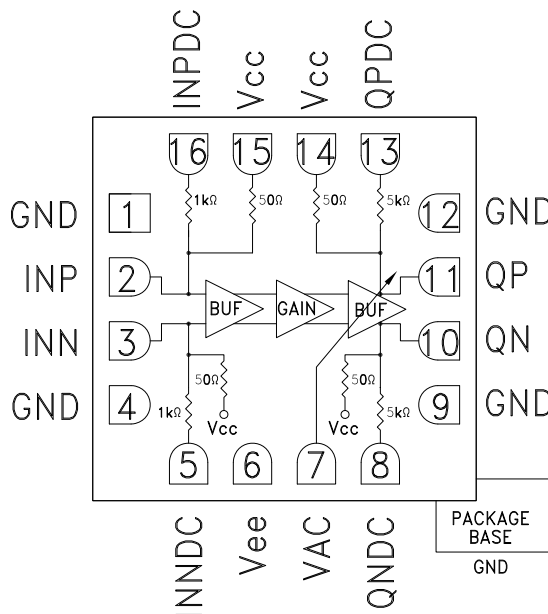 INPDC
Vcc
Vcc
QPDC
16
15
14
13
1kΩ
50Ω
50Ω
5kΩ
GND
1
12
GND
INP
2
11
QP
BUF
GAIN
BUF
INN
3
10
QN
50Ω
50Ω
GND
4
1kΩ
Vcc
Vcc
5kΩ
9
GND
5
6
7
8
INNDC
Vee
VAC
QNDC
PACKAGE
BASE
GND